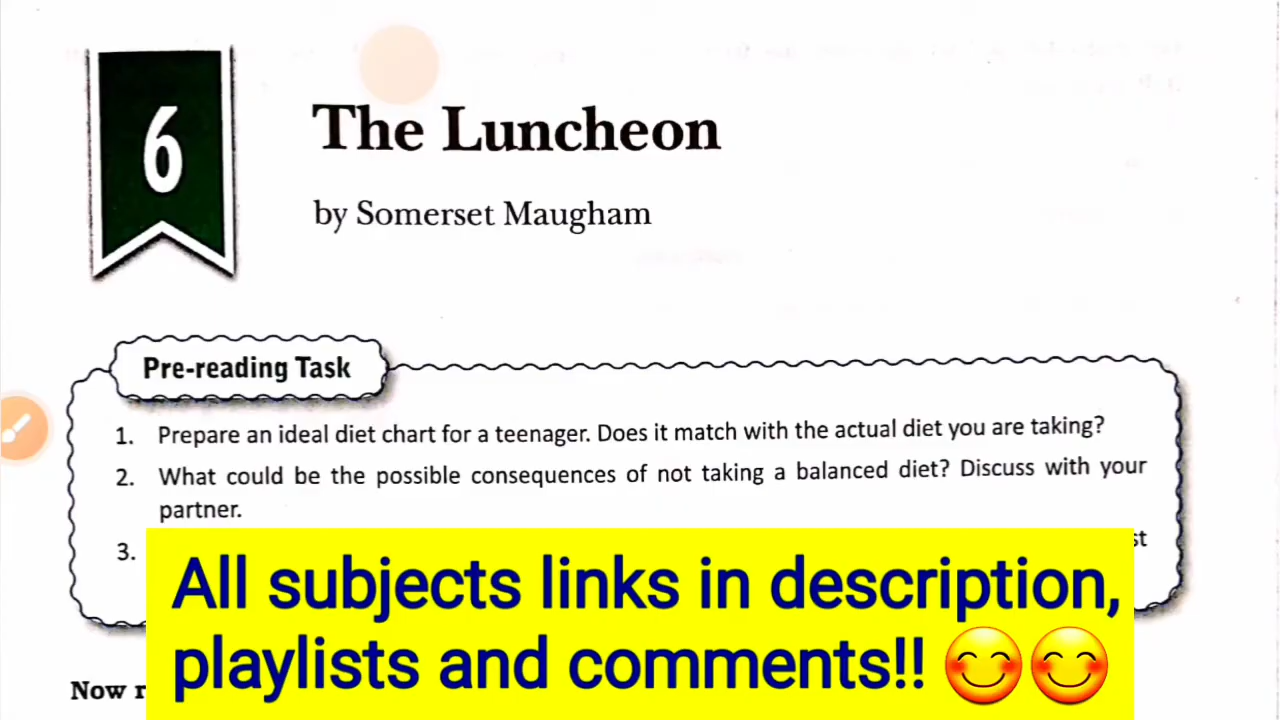 6
The Luncheon
by Somerset Maugham
Pre-reading Task
1. Prepare an ideal diet chart for a teenager. Does it match with the actual diet you are taking?
2. What could be the possible consequences of not taking a balanced diet? Discuss with your
partner.
3.
All subjects links in description,
playlists and comments!! 😊😊
Now